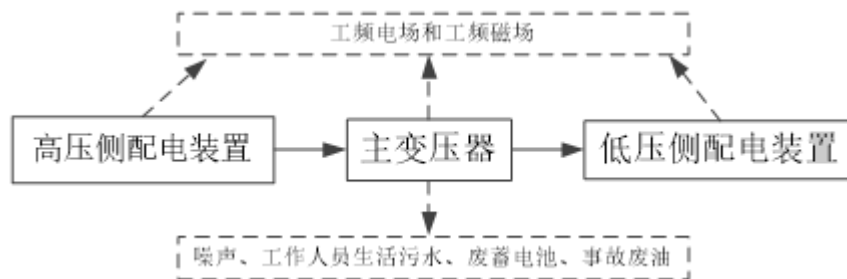 工频电场和工频磁场
高压侧配电装置
主变压器
低压侧配电装置
噪声、工作人员生活污水、废蓄电池、事故废油